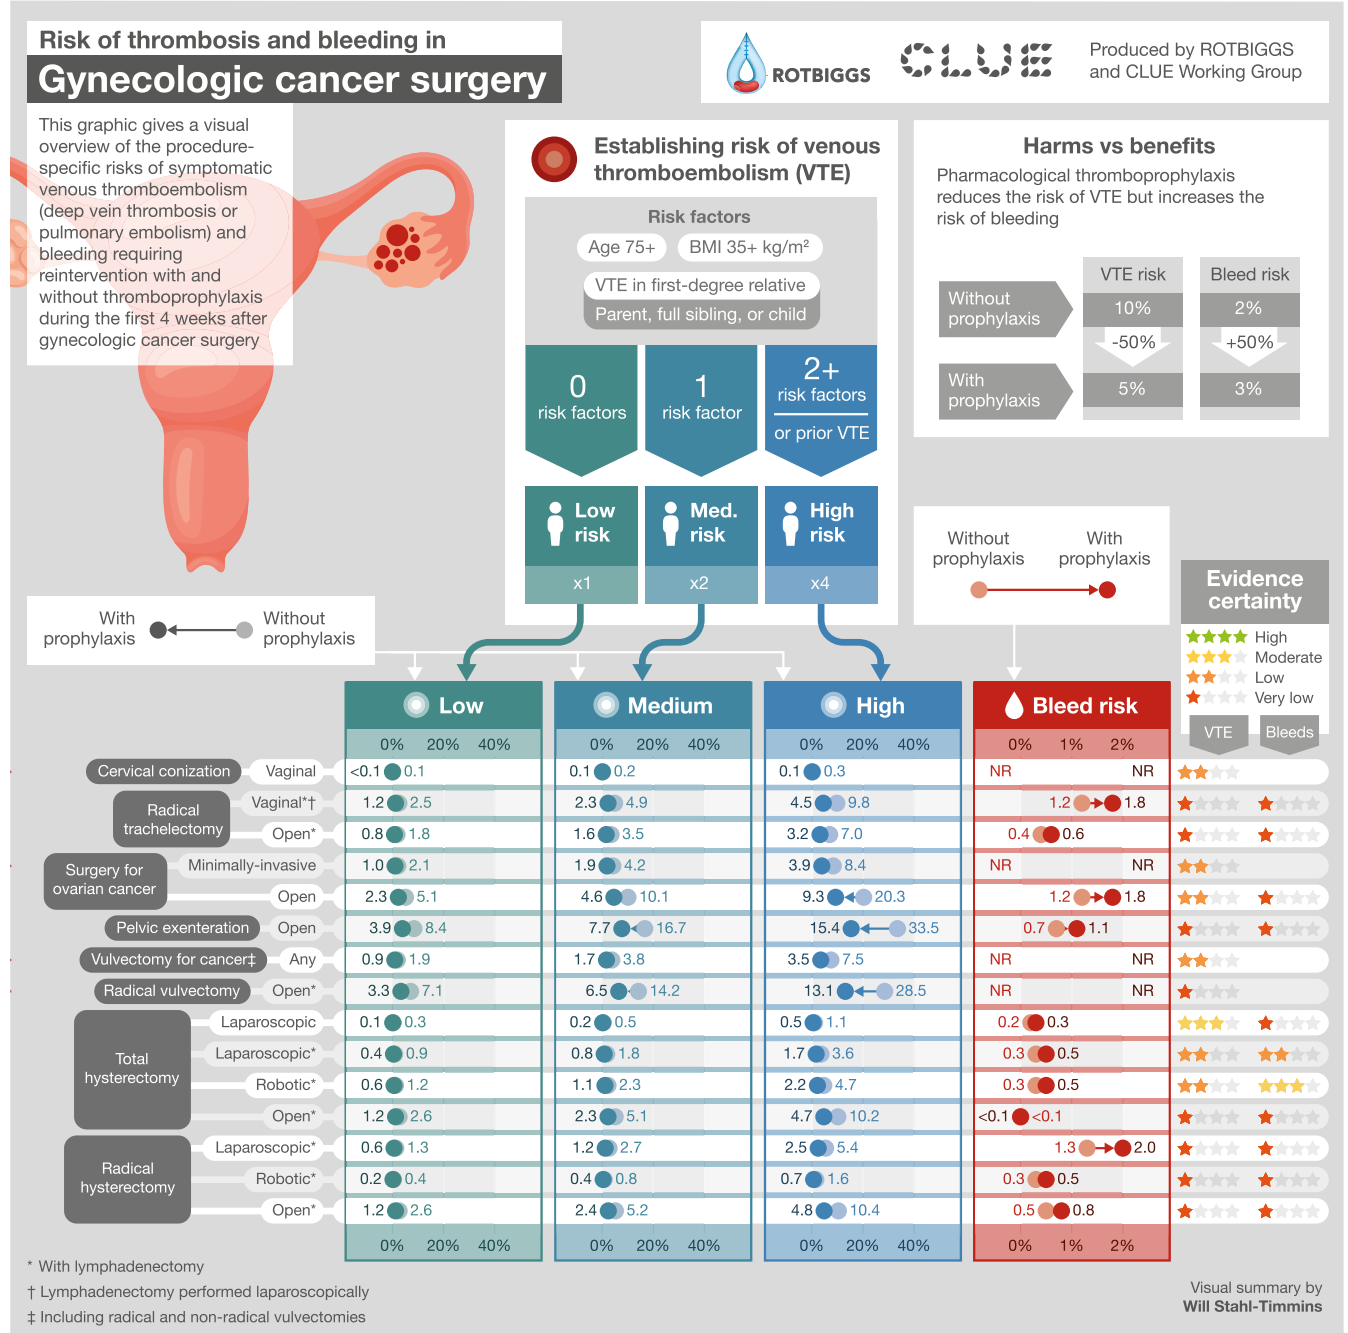 Risk of thrombosis and bleeding in
Gynecologic cancer surgery
ROTBIGGS
CLUE
Produced by ROTBIGGS
and CLUE Working Group
This graphic gives a visual
overview of the procedure-
specific risks of symptomatic
venous thromboembolism
(deep vein thrombosis or
pulmonary embolism) and
bleeding requiring
reintervention with and
without thromboprophylaxis
during the first 4 weeks after
gynecologic cancer surgery
Establishing risk of venous
thromboembolism (VTE)
Risk factors
Age 75+ BMI 35+ kg/m²
VTE in first-degree relative
Parent, full sibling, or child
0
risk factors
1
risk factor
2+
risk factors
or prior VTE
Low
risk
x1
Med.
risk
x2
High
risk
x4
Harms vs benefits
Pharmacological thromboprophylaxis
reduces the risk of VTE but increases the
risk of bleeding
VTE risk Bleed risk
Without
prophylaxis
10% 2%
-50% +50%
With
prophylaxis
5% 3%
With
prophylaxis
Without
prophylaxis
Without
prophylaxis
With
prophylaxis
Evidence
certainty
High
Moderate
Low
Very low
VTE Bleeds
Low Medium High Bleed risk
0% 20% 40% 0% 20% 40% 0% 20% 40% 0% 1% 2%
Cervical conization Vaginal <0.1 0.1 0.1 0.2 0.1 0.3 NR NR
Radical
trachelectomy
Vaginal*† 1.2 2.5 2.3 4.9 4.5 9.8 1.2 1.8
Open* 0.8 1.8 1.6 3.5 3.2 7.0 0.4 0.6
Surgery for
ovarian cancer
Minimally-invasive 1.0 2.1 1.9 4.2 3.9 8.4 NR NR
Open 2.3 5.1 4.6 10.1 9.3 20.3 1.2 1.8
Pelvic exenteration Open 3.9 8.4 7.7 16.7 15.4 33.5 0.7 1.1
Vulvectomy for cancer‡ Any 0.9 1.9 1.7 3.8 3.5 7.5 NR NR
Radical vulvectomy Open* 3.3 7.1 6.5 14.2 13.1 28.5 NR NR
Total
hysterectomy
Laparoscopic 0.1 0.3 0.2 0.5 0.5 1.1 0.2 0.3
Laparoscopic* 0.4 0.9 0.8 1.8 1.7 3.6 0.3 0.5
Robotic* 0.6 1.2 1.1 2.3 2.2 4.7 0.3 0.5
Open* 1.2 2.6 2.3 5.1 4.7 10.2 <0.1 <0.1
Radical
hysterectomy
Laparoscopic* 0.6 1.3 1.2 2.7 2.5 5.4 1.3 2.0
Robotic* 0.2 0.4 0.4 0.8 0.7 1.6 0.3 0.5
Open* 1.2 2.6 2.4 5.2 4.8 10.4 0.5 0.8
0% 20% 40% 0% 20% 40% 0% 20% 40% 0% 1% 2%
* With lymphadenectomy
† Lymphadenectomy performed laparoscopically
‡ Including radical and non-radical vulvectomies
Visual summary by
Will Stahl-Timmins